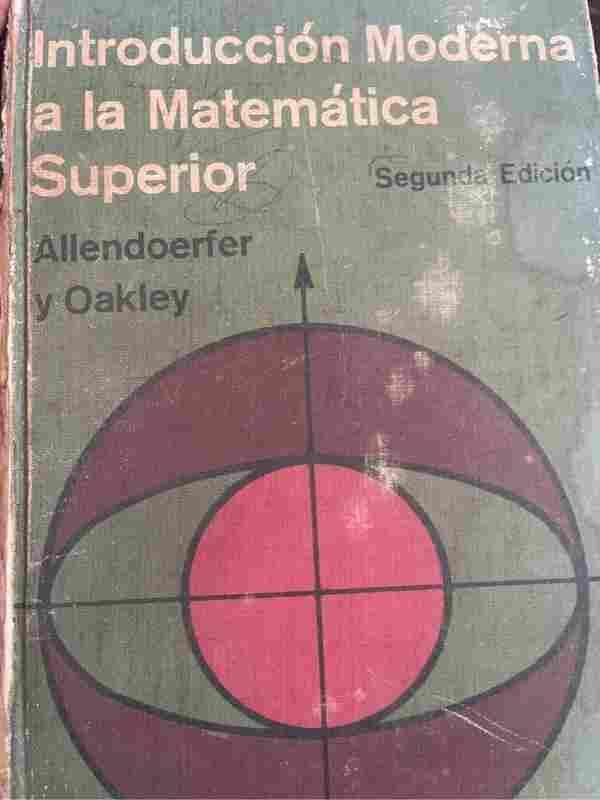 Introducción Moderna
a la Matemática
Superior
Segunda Edición
Allendoerfer
y Oakley